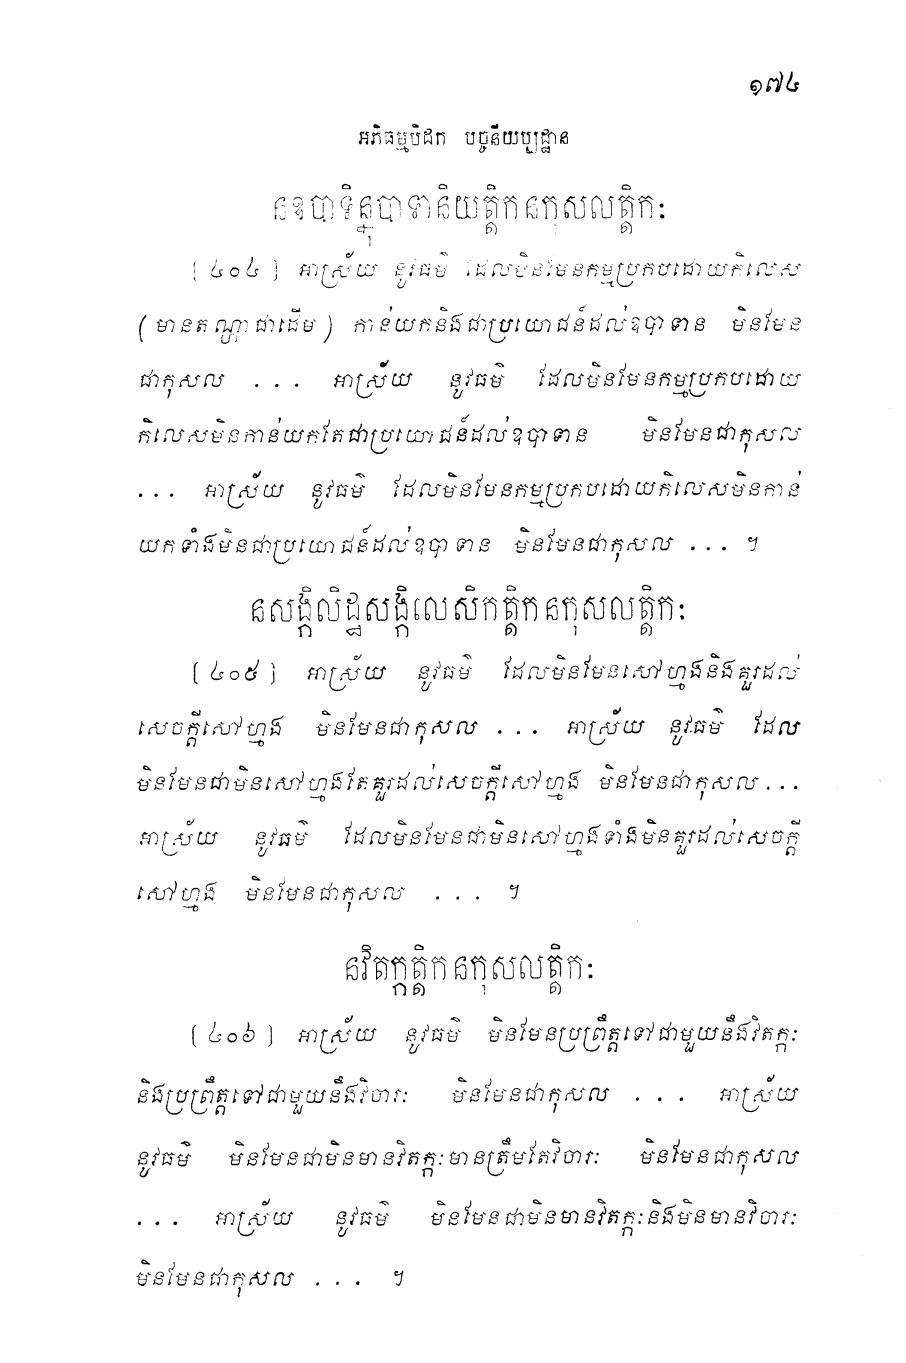 ១៧៤
អភិធម្មបិដក បច្ចនីយប្បដ្ឋាន
នឧបាទិន្នុបាទានិយត្តិកនកុសលត្តិកៈ
[៤០៤] អាស្រ័យ នូវធម៌ ដែលមិនមែនកម្មប្រកបដោយកិលេស
(មានតណ្ហាជាដើម) កាន់យកនិងជាប្រយោជន៍ដល់ឧបាទាន មិនមែន
ជាកុសល ... អាស្រ័យ នូវធម៌ ដែលមិនមែនកម្មប្រកបដោយ
កិលេសមិនកាន់យកតែជាប្រយោជន៍ដល់ឧបាទាន មិនមែនជាកុសល
... អាស្រ័យ នូវធម៌ ដែលមិនមែនកម្មប្រកបដោយកិលេសមិនកាន់
យកទាំងមិនជាប្រយោជន៍ដល់ឧបាទាន មិនមែនជាកុសល ... ។
នសង្កិលិដ្ឋសង្កិលេសិកត្តិកនកុសលត្តិកៈ
[៤០៥] អាស្រ័យ នូវធម៌ ដែលមិនមែនសៅហ្មងនិងគួរដល់
សេចក្តីសៅហ្មង មិនមែនជាកុសល ... អាស្រ័យ នូវធម៌ ដែល
មិនមែនជាមិនសៅហ្មងតែគួរដល់សេចក្តីសៅហ្មង មិនមែនជាកុសល ...
អាស្រ័យ នូវធម៌ ដែលមិនមែនជាមិនសៅហ្មងទាំងមិនគួរដល់សេចក្តី
សៅហ្មង មិនមែនជាកុសល ... ។
នវិតក្កត្តិកនកុសលត្តិកៈ
[៤០៦] អាស្រ័យ នូវធម៌ មិនមែនប្រព្រឹត្តទៅជាមួយនឹងវិតក្កៈ
និងប្រព្រឹត្តទៅជាមួយនឹងវិចារៈ មិនមែនជាកុសល ... អាស្រ័យ
នូវធម៌ មិនមែនជាមិនមានវិតក្កៈមានត្រឹមតែវិចារៈ មិនមែនជាកុសល
... អាស្រ័យ នូវធម៌ មិនមែនជាមិនមានវិតក្កៈនិងមិនមានវិចារៈ
មិនមែនជាកុសល ... ។